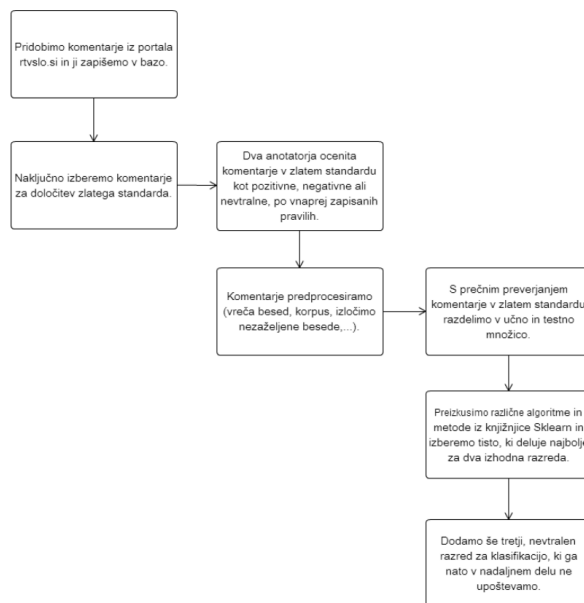 Pridobimo komentarje iz portala
rtvslo.si in ji zapišemo v bazo.
Naključno izberemo komentarje
za določitev zlatega standarda.
Dva anotatorja ocenita
komentarje v zlatem standardu
kot pozitivne, negativne ali
nevtralne, po vnaprej zapisanih
pravilih.
Komentarje predprocesiramo
(vreča besed, korpus, izločimo
nezaželjene besede,...).
S prečnim preverjanjem
komentarje v zlatem standardu
razdelimo v učno in testno
množico.
Preizkusimo različne algoritme in
metode iz knjižnjice Sklearn in
izberemo tisto, ki deluje najbolje
za dva izhodna razreda.
Dodamo še tretji, nevtralen
razred za klasifikacijo, ki ga
nato v nadaljnem delu ne
upoštevamo.